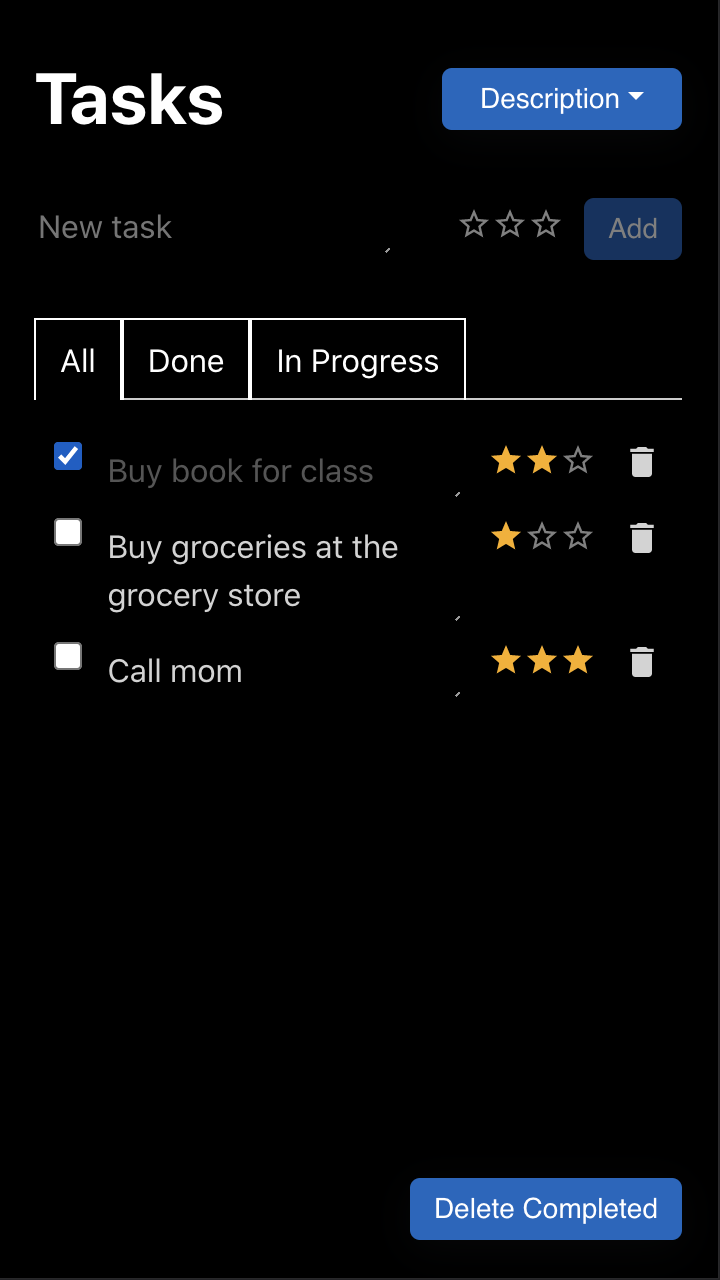 Tasks
Description
New task
Add
All
Done
In Progress
Buy book for class
Buy groceries at the
grocery store
Call mom
Delete Completed